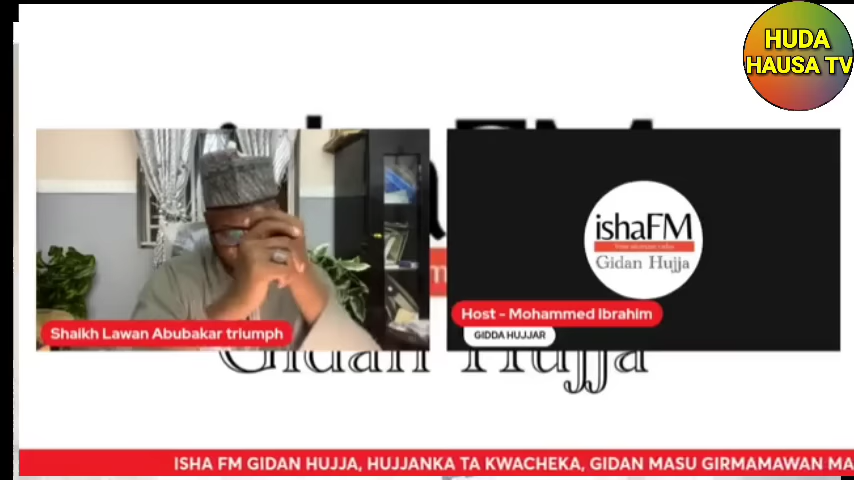 HUDA
HAUSA TV
Shaikh Lawan Abubakar triumph
ishaFM
Gidan Hujja
Host - Mohammed Ibrahim
GIDDA HUJJAR
Gidan Hujja
ISHA FM GIDAN HUJJA, HUJJANKA TA KWACHEKA, GIDAN MASU GIRMAMAWAN MA